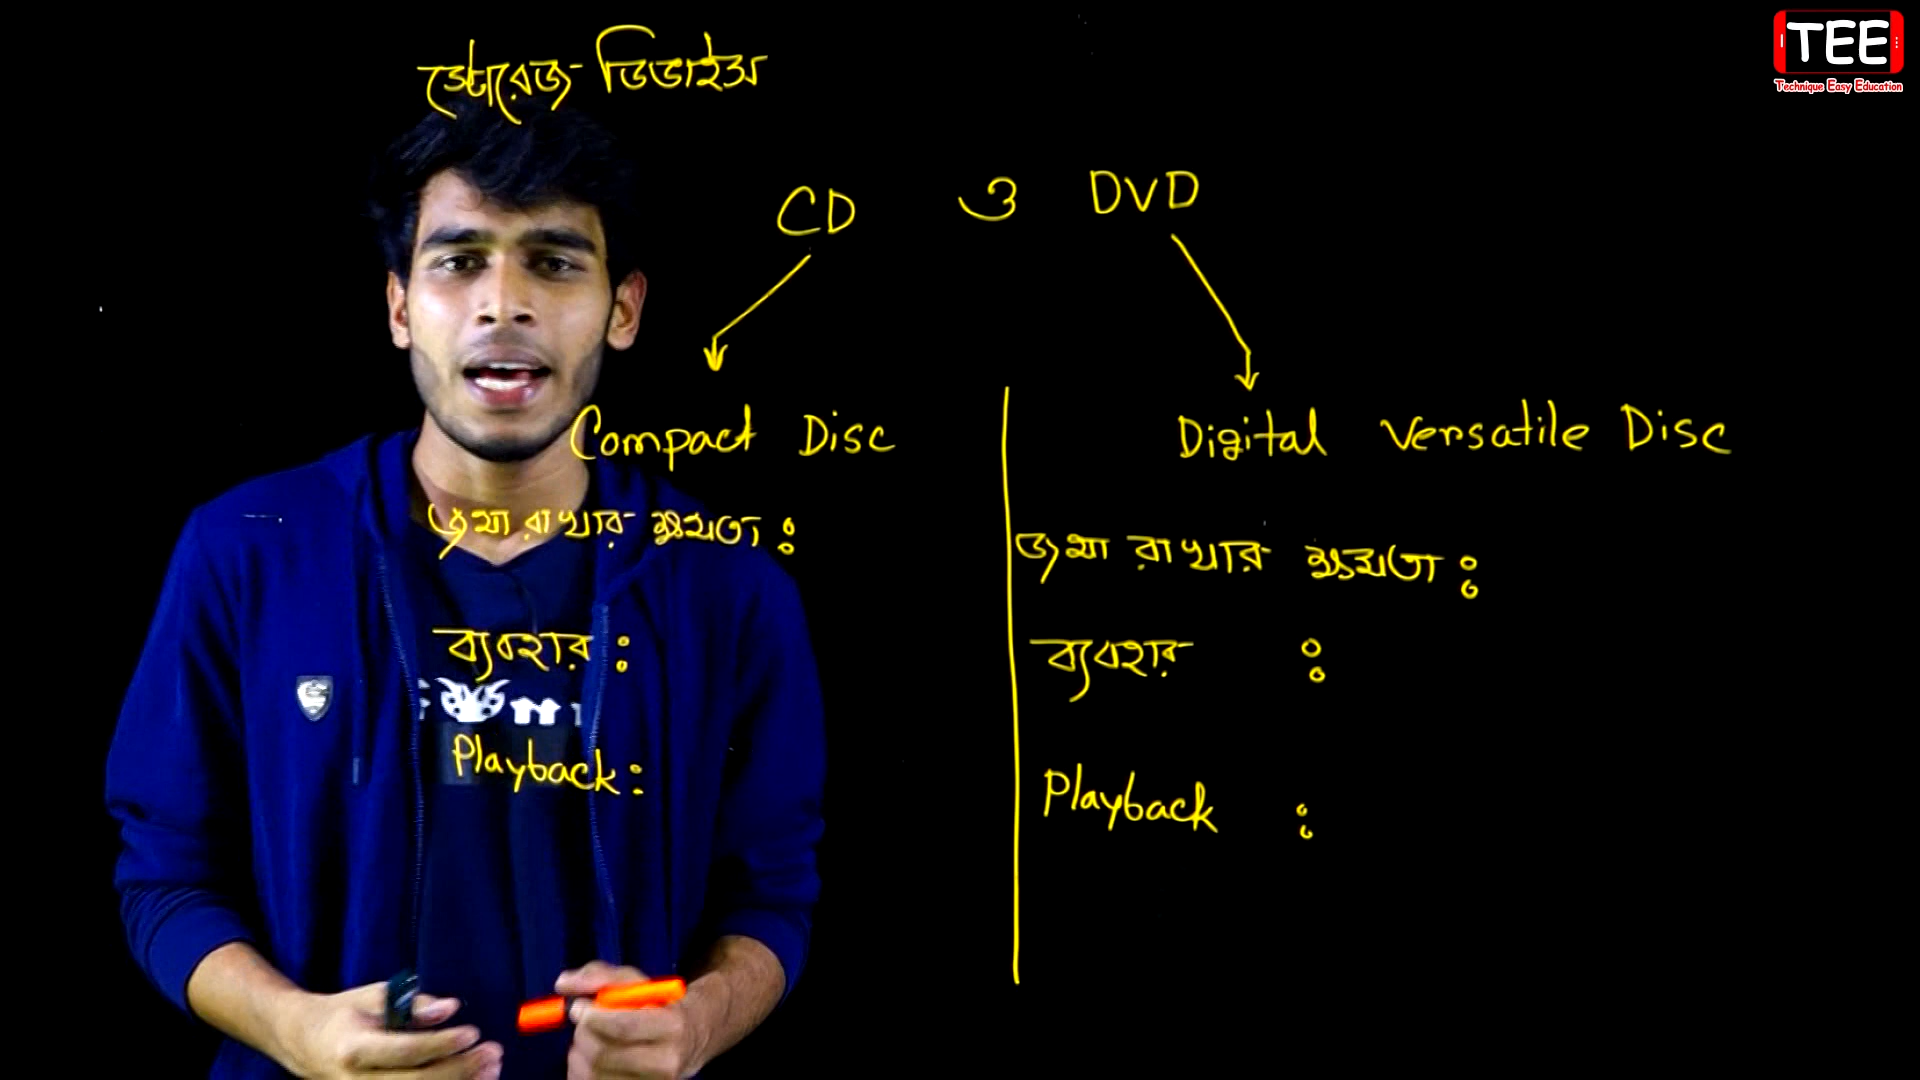 TEE
Technique Easy Education
স্টোরেজ ডিভাইস
CD ও DVD
Compact Disc
Digital Versatile Disc
জমা রাখার ক্ষমতা :
ব্যবহার :
Playback :
জমা রাখার ক্ষমতা :
ব্যবহার :
Playback :